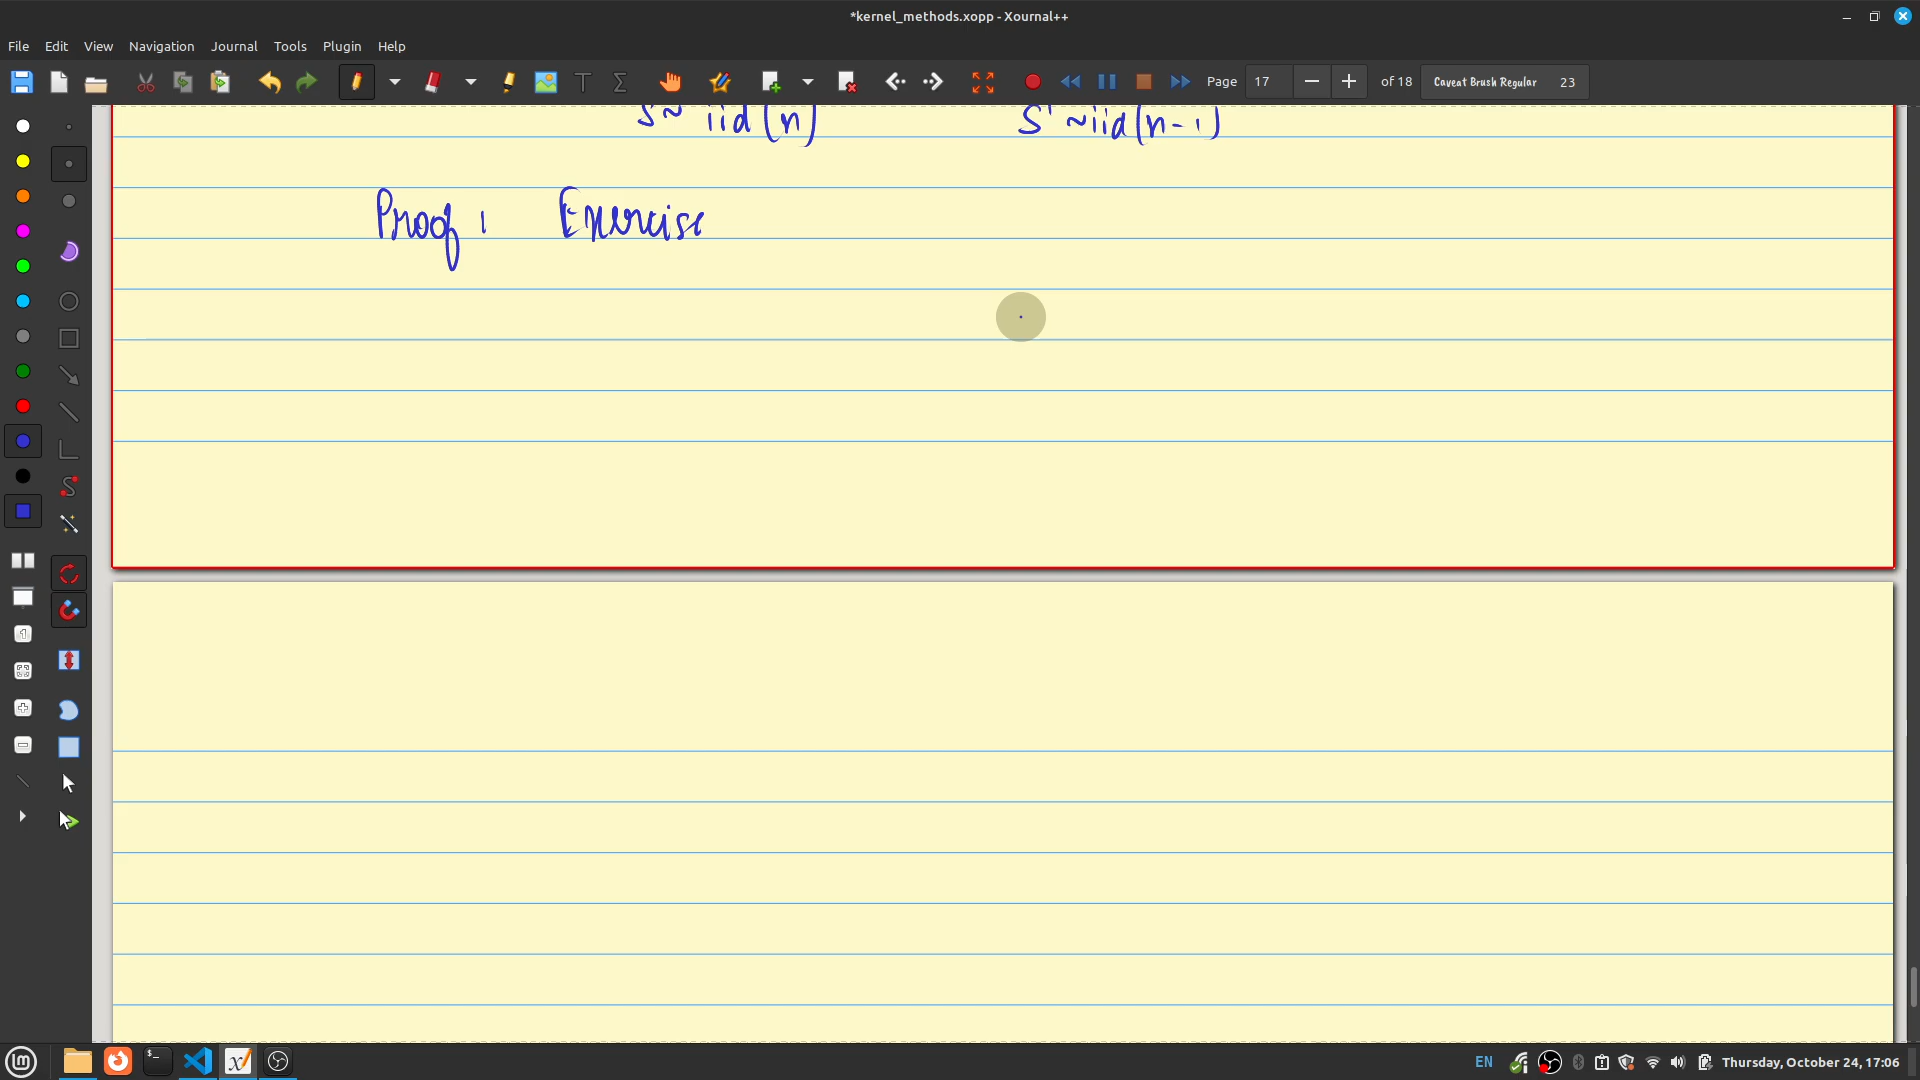 *kernel_methods.xopp - Xournal++
File Edit View Navigation Journal Tools Plugin Help
Page 17 of 18 Caveat Brush Regular 23
S ~ iid (n) S' ~ iid (n-1)
Proof : Exercise
EN Thursday, October 24, 17:06